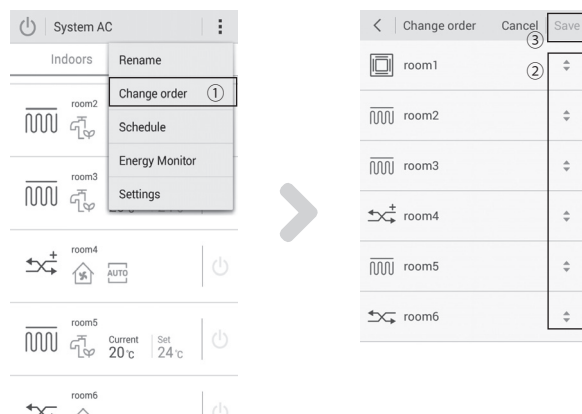 System AC
Indoors
Rename
Change order ①
Schedule
Energy Monitor
Settings
room2
room3
room4
AUTO
room5
Current Set
20℃ 24℃
room6
Change order Cancel Save
③
room1 ②
room2
room3
room4
room5
room6